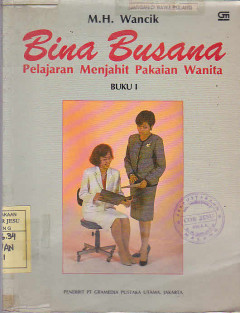 M.H. Wancik
Bina Busana
Pelajaran Menjahit Pakaian Wanita
BUKU I
PENERBIT PT GRAMEDIA PUSTAKA UTAMA, JAKARTA